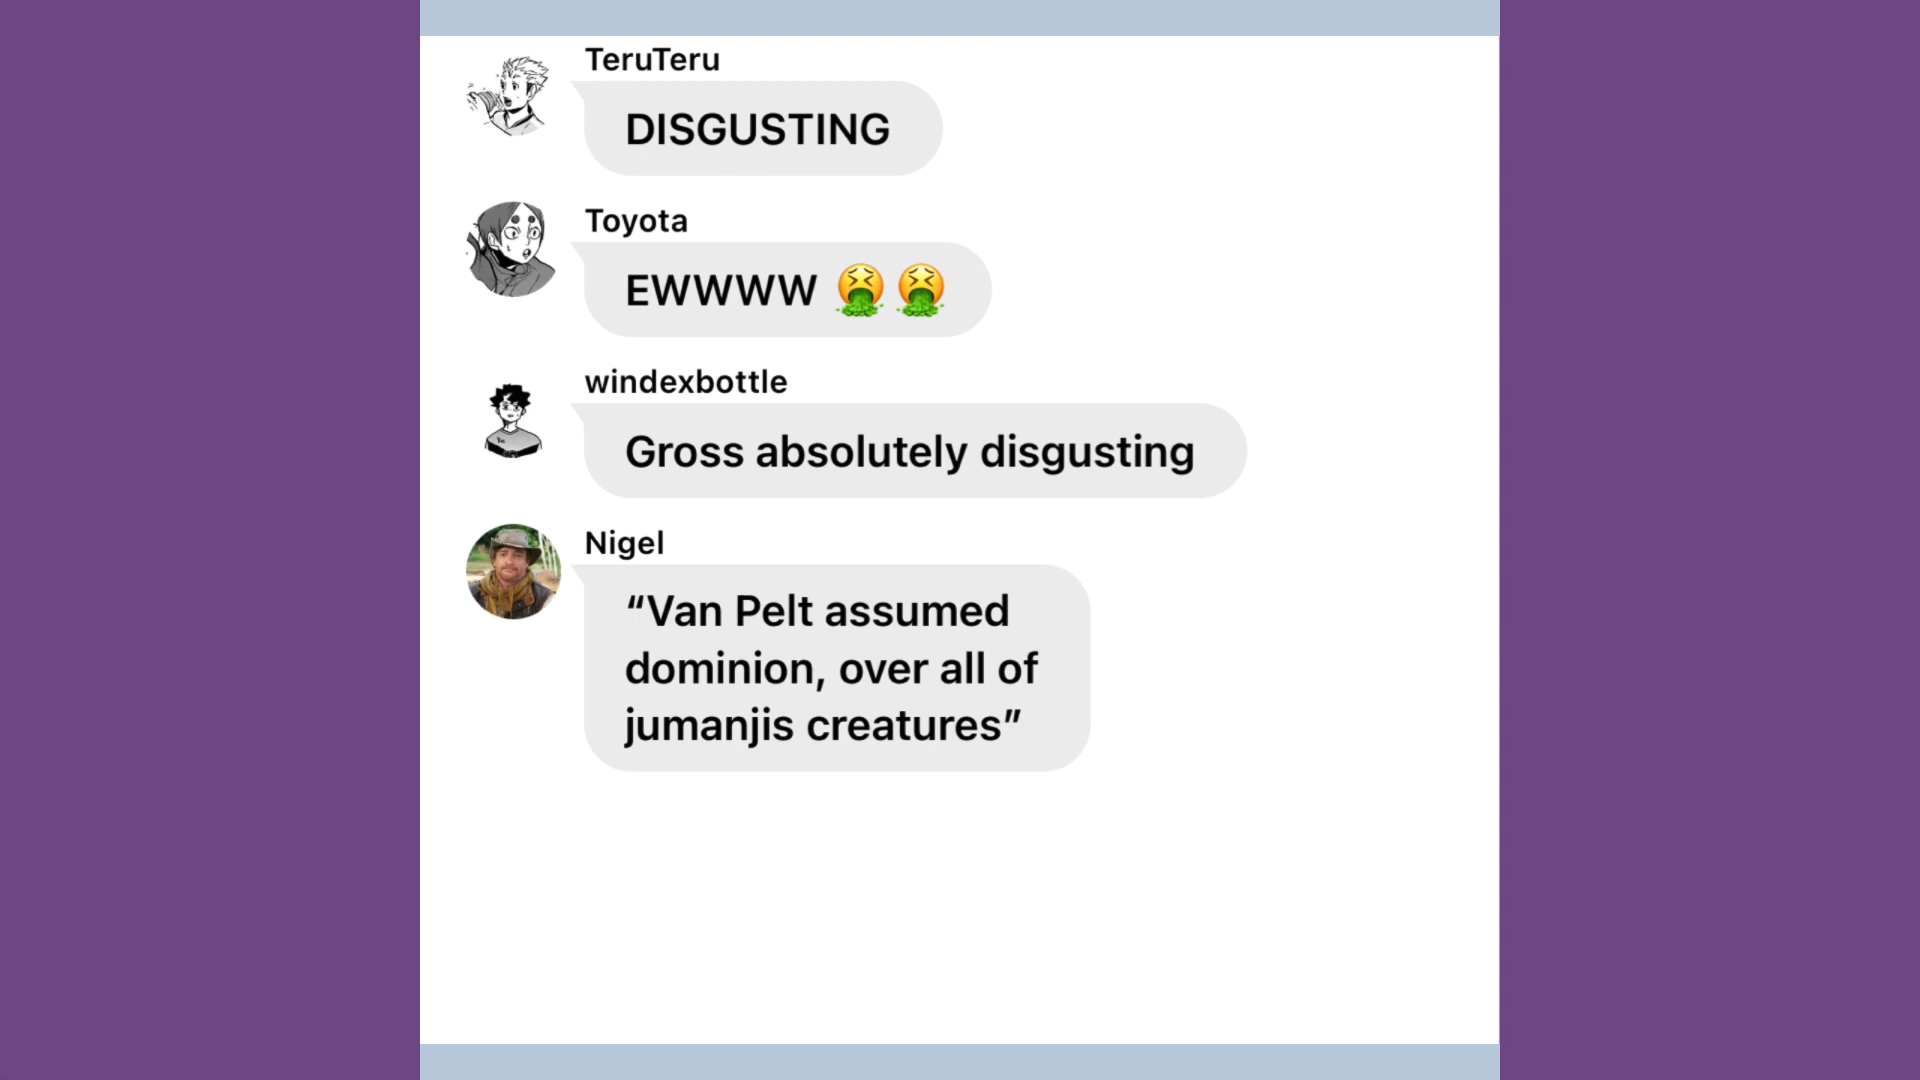 TeruTeru
DISGUSTING
Toyota
EWWWW 🤮🤮
windexbottle
Gross absolutely disgusting
Nigel
“Van Pelt assumed
dominion, over all of
jumanjis creatures”